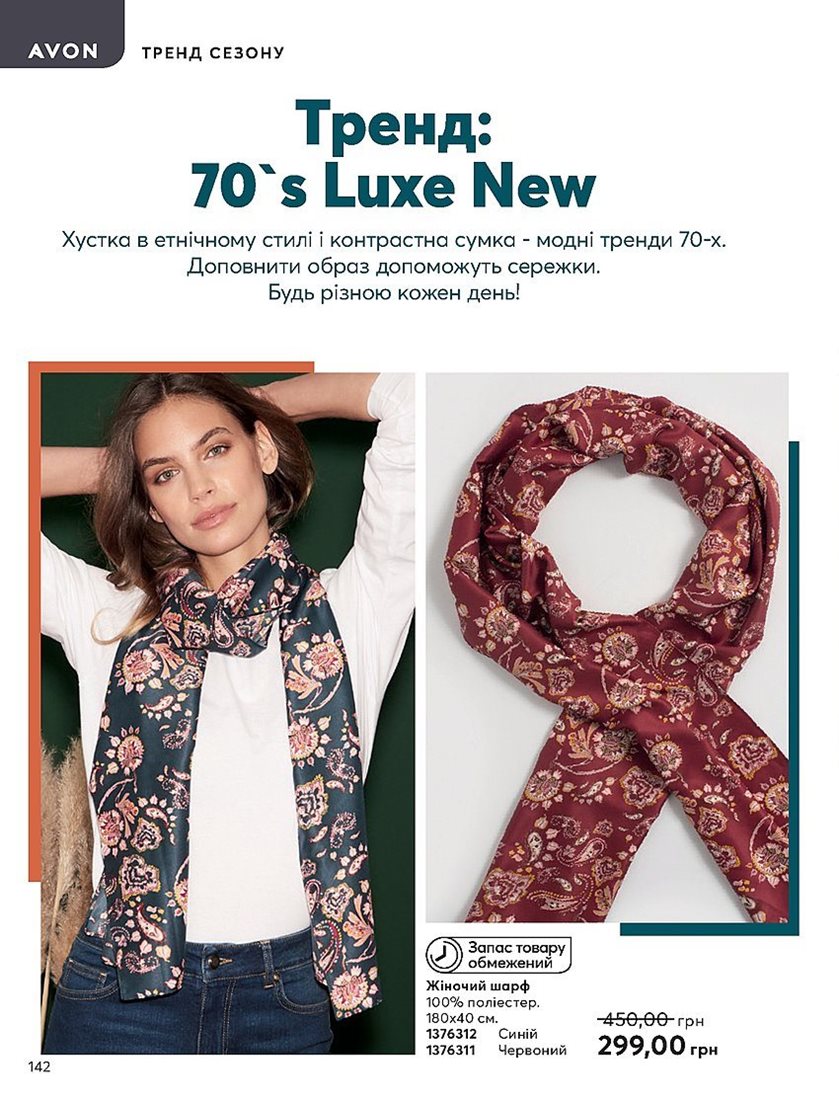 AVON
ТРЕНД СЕЗОНУ
Тренд:
70`s Luxe New
Хустка в етнічному стилі і контрастна сумка - модні тренди 70-х.
Доповнити образ допоможуть сережки.
Будь різною кожен день!
Запас товару
обмежений
Жіночий шарф
100% поліестер.
180x40 см.
1376312 Синій
1376311 Червоний
450,00 грн
299,00 грн
142